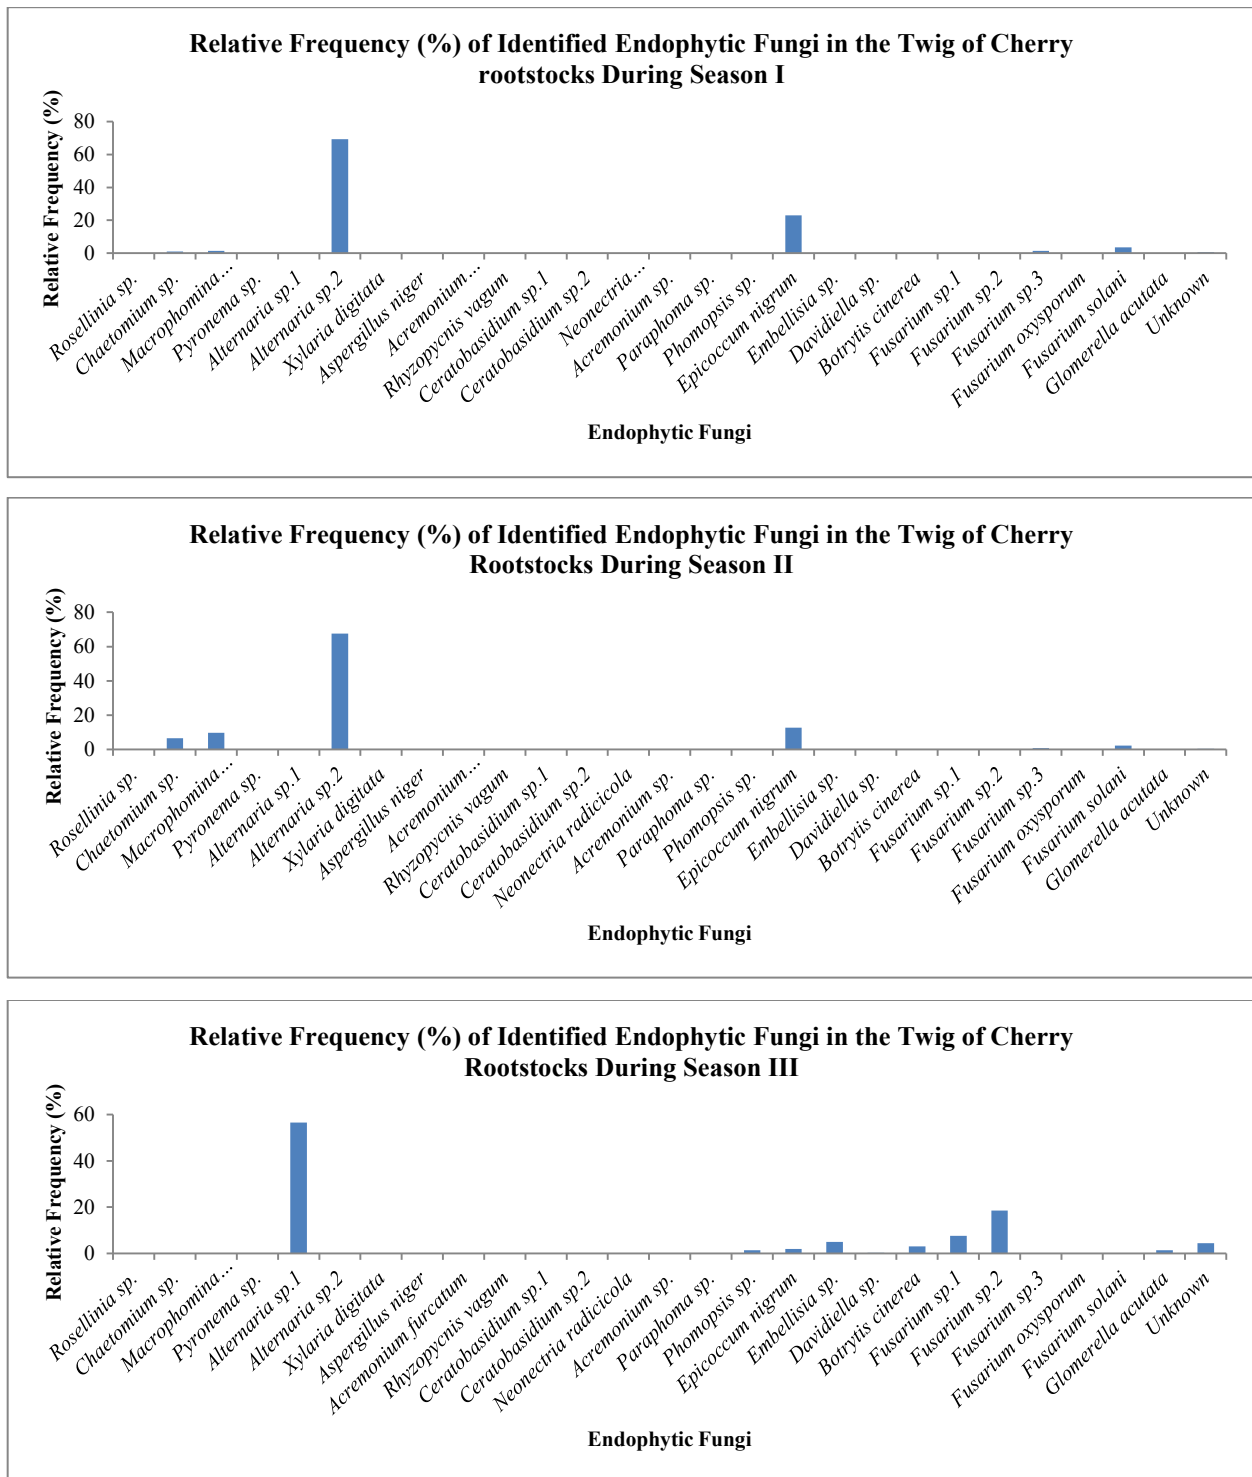 Relative Frequency (%) of Identified Endophytic Fungi in the Twig of Cherry
rootstocks During Season I
Relative Frequency (%)
80
60
40
20
0
Rosellinia sp.
Chaetomium sp.
Macrophomina…
Pyronema sp.
Alternaria sp.1
Alternaria sp.2
Xylaria digitata
Aspergillus niger
Acremonium…
Rhyzopycnis vagum
Ceratobasidium sp.1
Ceratobasidium sp.2
Neonectria…
Acremonium sp.
Paraphoma sp.
Phomopsis sp.
Epicoccum nigrum
Embellisia sp.
Davidiella sp.
Botrytis cinerea
Fusarium sp.1
Fusarium sp.2
Fusarium sp.3
Fusarium oxysporum
Fusarium solani
Glomerella acutata
Unknown
Endophytic Fungi
Relative Frequency (%) of Identified Endophytic Fungi in the Twig of Cherry
Rootstocks During Season II
Relative Frequency (%)
80
60
40
20
0
Rosellinia sp.
Chaetomium sp.
Macrophomina…
Pyronema sp.
Alternaria sp.1
Alternaria sp.2
Xylaria digitata
Aspergillus niger
Acremonium…
Rhyzopycnis vagum
Ceratobasidium sp.1
Ceratobasidium sp.2
Neonectria radicicola
Acremonium sp.
Paraphoma sp.
Phomopsis sp.
Epicoccum nigrum
Embellisia sp.
Davidiella sp.
Botrytis cinerea
Fusarium sp.1
Fusarium sp.2
Fusarium sp.3
Fusarium oxysporum
Fusarium solani
Glomerella acutata
Unknown
Endophytic Fungi
Relative Frequency (%) of Identified Endophytic Fungi in the Twig of Cherry
Rootstocks During Season III
Relative Frequency (%)
60
40
20
0
Rosellinia sp.
Chaetomium sp.
Macrophomina…
Pyronema sp.
Alternaria sp.1
Alternaria sp.2
Xylaria digitata
Aspergillus niger
Acremonium furcatum
Rhyzopycnis vagum
Ceratobasidium sp.1
Ceratobasidium sp.2
Neonectria radicicola
Acremonium sp.
Paraphoma sp.
Phomopsis sp.
Epicoccum nigrum
Embellisia sp.
Davidiella sp.
Botrytis cinerea
Fusarium sp.1
Fusarium sp.2
Fusarium sp.3
Fusarium oxysporum
Fusarium solani
Glomerella acutata
Unknown
Endophytic Fungi